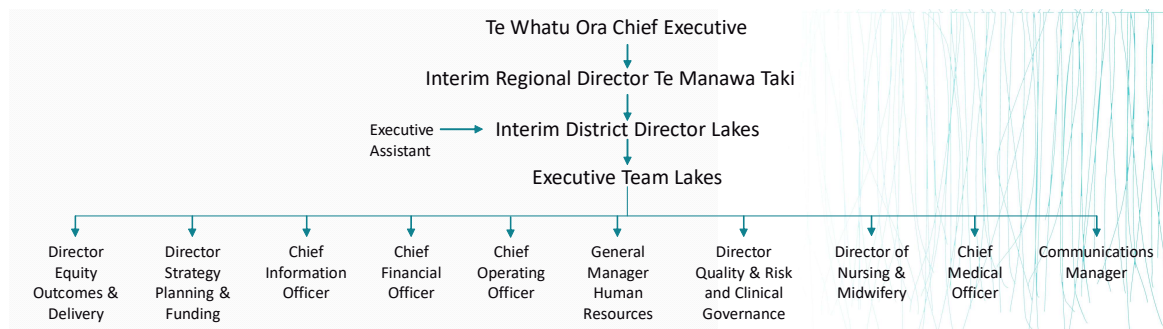 Te Whatu Ora Chief Executive
Interim Regional Director Te Manawa Taki
Executive
Assistant
Interim District Director Lakes
Executive Team Lakes
Director
Equity
Outcomes &
Delivery
Director
Strategy
Planning &
Funding
Chief
Information
Officer
Chief
Financial
Officer
Chief
Operating
Officer
General
Manager
Human
Resources
Director
Quality & Risk
and Clinical
Governance
Director of
Nursing &
Midwifery
Chief
Medical
Officer
Communications
Manager